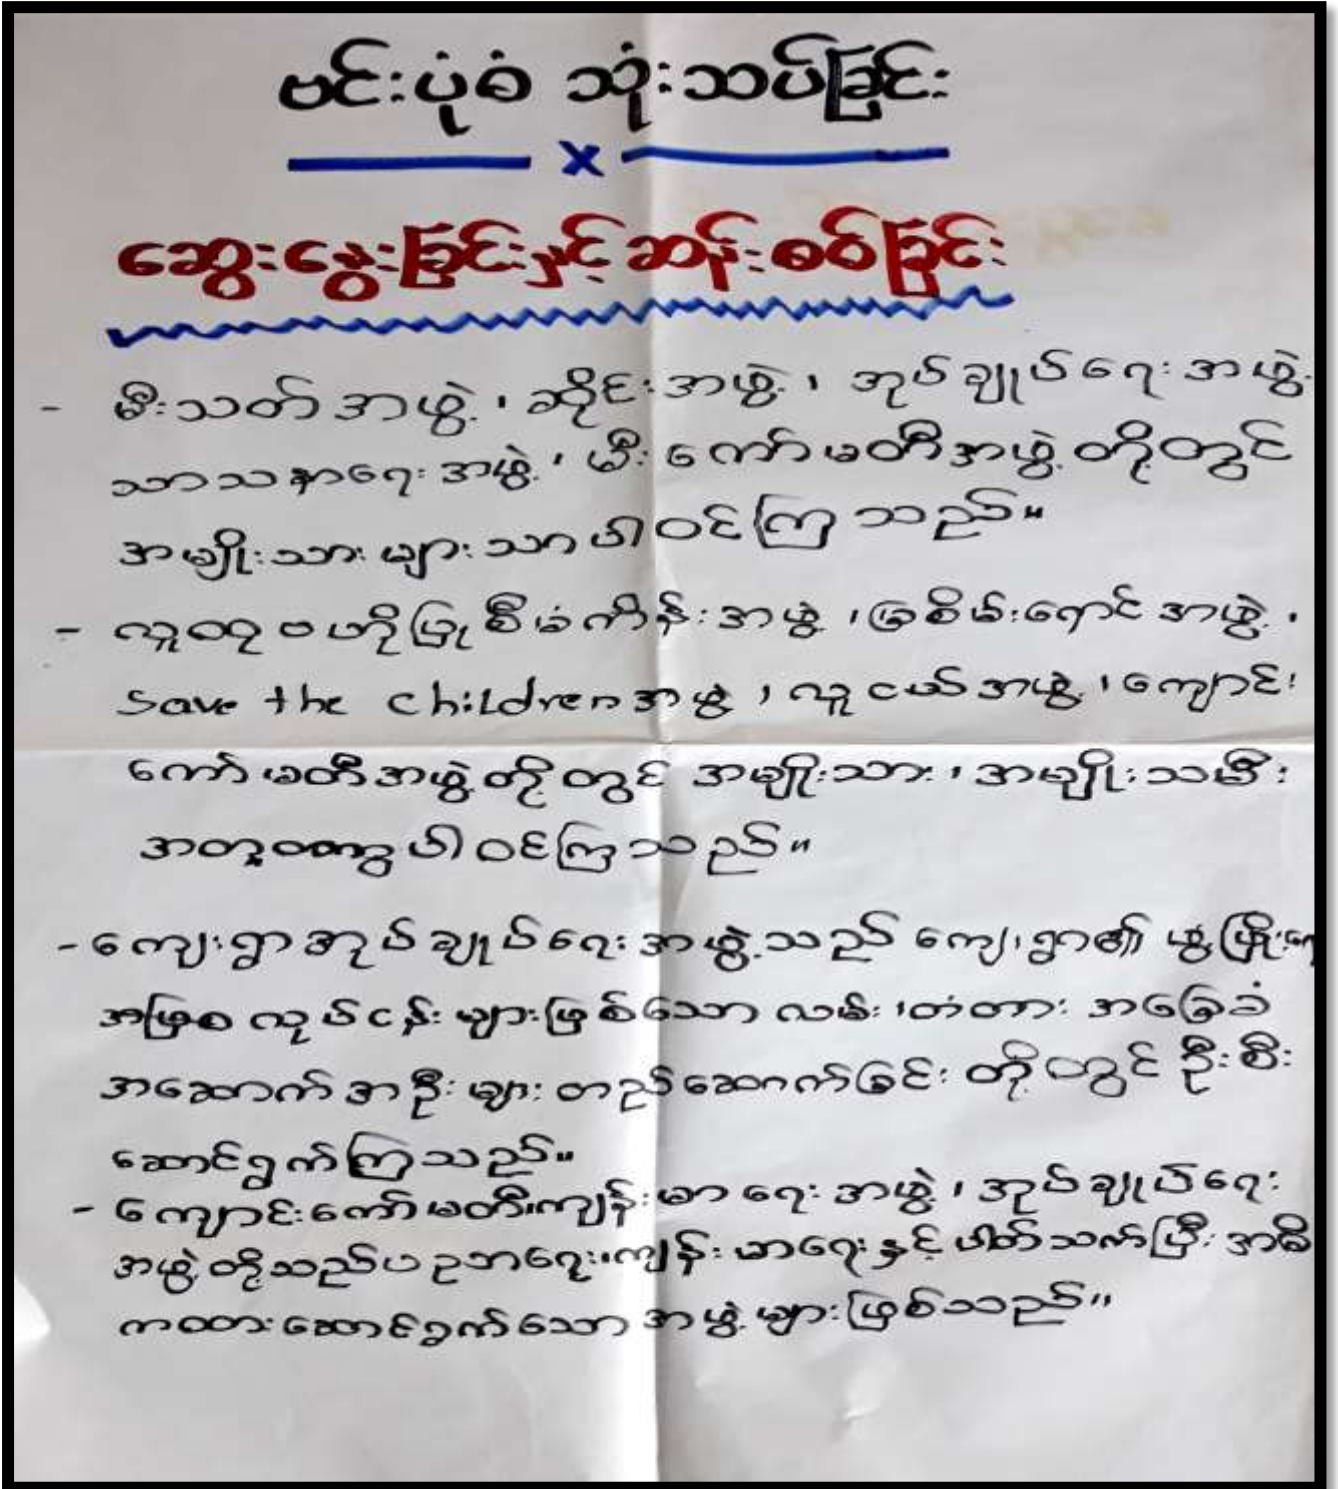 ဗင်းပုံစံ သုံးသပ်ခြင်း
x
ဆွေးနွေးခြင်းနှင့် ဆန်းစစ်ခြင်း
- မီးသတ်အဖွဲ့၊ ဆိုင်းအဖွဲ့၊ အုပ်ချုပ်ရေးအဖွဲ့
သာသနာရေးအဖွဲ့၊ မီးကော်မတီအဖွဲ့တို့တွင်
အမျိုးသားများသာ ပါဝင်ကြသည်။
- လူထုဗဟိုပြုစီမံကိန်းအဖွဲ့၊ မြစိမ်းရောင်အဖွဲ့၊
Save the Children အဖွဲ့၊ လူငယ်အဖွဲ့၊ ကျောင်း
ကော်မတီအဖွဲ့တို့တွင် အမျိုးသား၊ အမျိုးသမီး
အတူတကွ ပါဝင်ကြသည်။
- ကျေးရွာအုပ်ချုပ်ရေးအဖွဲ့သည် ကျေးရွာ၏ ဖွံ့ဖြိုးရေ
လုပ်ငန်းများဖြစ်သော လမ်း၊ တံတား အခြေခံ
အဆောက်အဦးများ တည်ဆောက်ခြင်းတို့တွင် ဦးစီး
ဆောင်ရွက်ကြသည်။
- ကျောင်းကော်မတီ၊ ကျန်းမာရေးအဖွဲ့၊ အုပ်ချုပ်ရေး
အဖွဲ့တို့သည် ပညာရေး၊ ကျန်းမာရေးနှင့် ပါတ်သက်ပြီး အဓိ
ကထားဆောင်ရွက်သော အဖွဲ့များဖြစ်သည်။